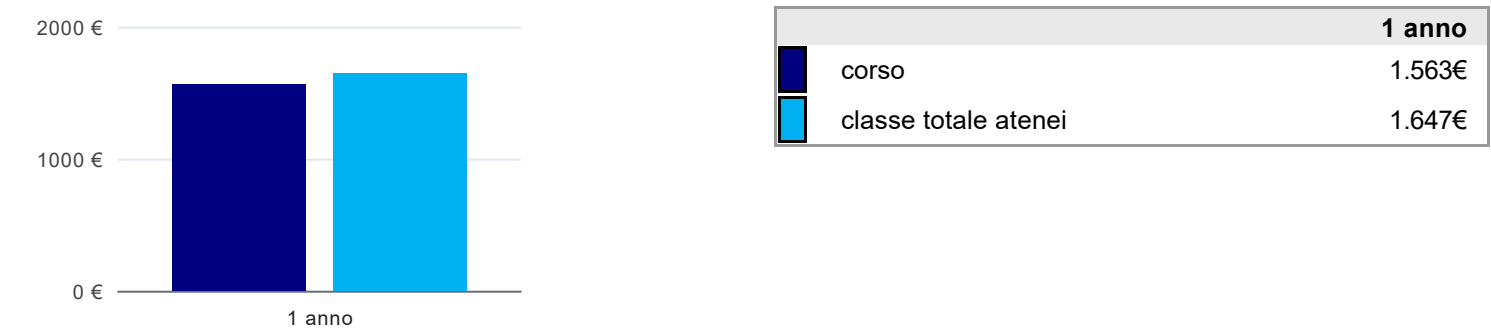 2000 €
1000 €
0 €
1 anno
1 anno
corso 1.563€
classe totale atenei 1.647€